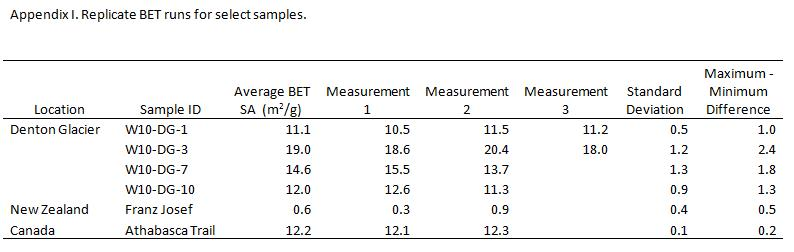 Appendix I. Replicate BET runs for select samples.
Location Sample ID Average BET SA (m²/g) Measurement 1 Measurement 2 Measurement 3 Standard Deviation Maximum - Minimum Difference
Denton Glacier W10-DG-1 11.1 10.5 11.5 11.2 0.5 1.0
W10-DG-3 19.0 18.6 20.4 18.0 1.2 2.4
W10-DG-7 14.6 15.5 13.7 1.3 1.8
W10-DG-10 12.0 12.6 11.3 0.9 1.3
New Zealand Franz Josef 0.6 0.3 0.9 0.4 0.5
Canada Athabasca Trail 12.2 12.1 12.3 0.1 0.2